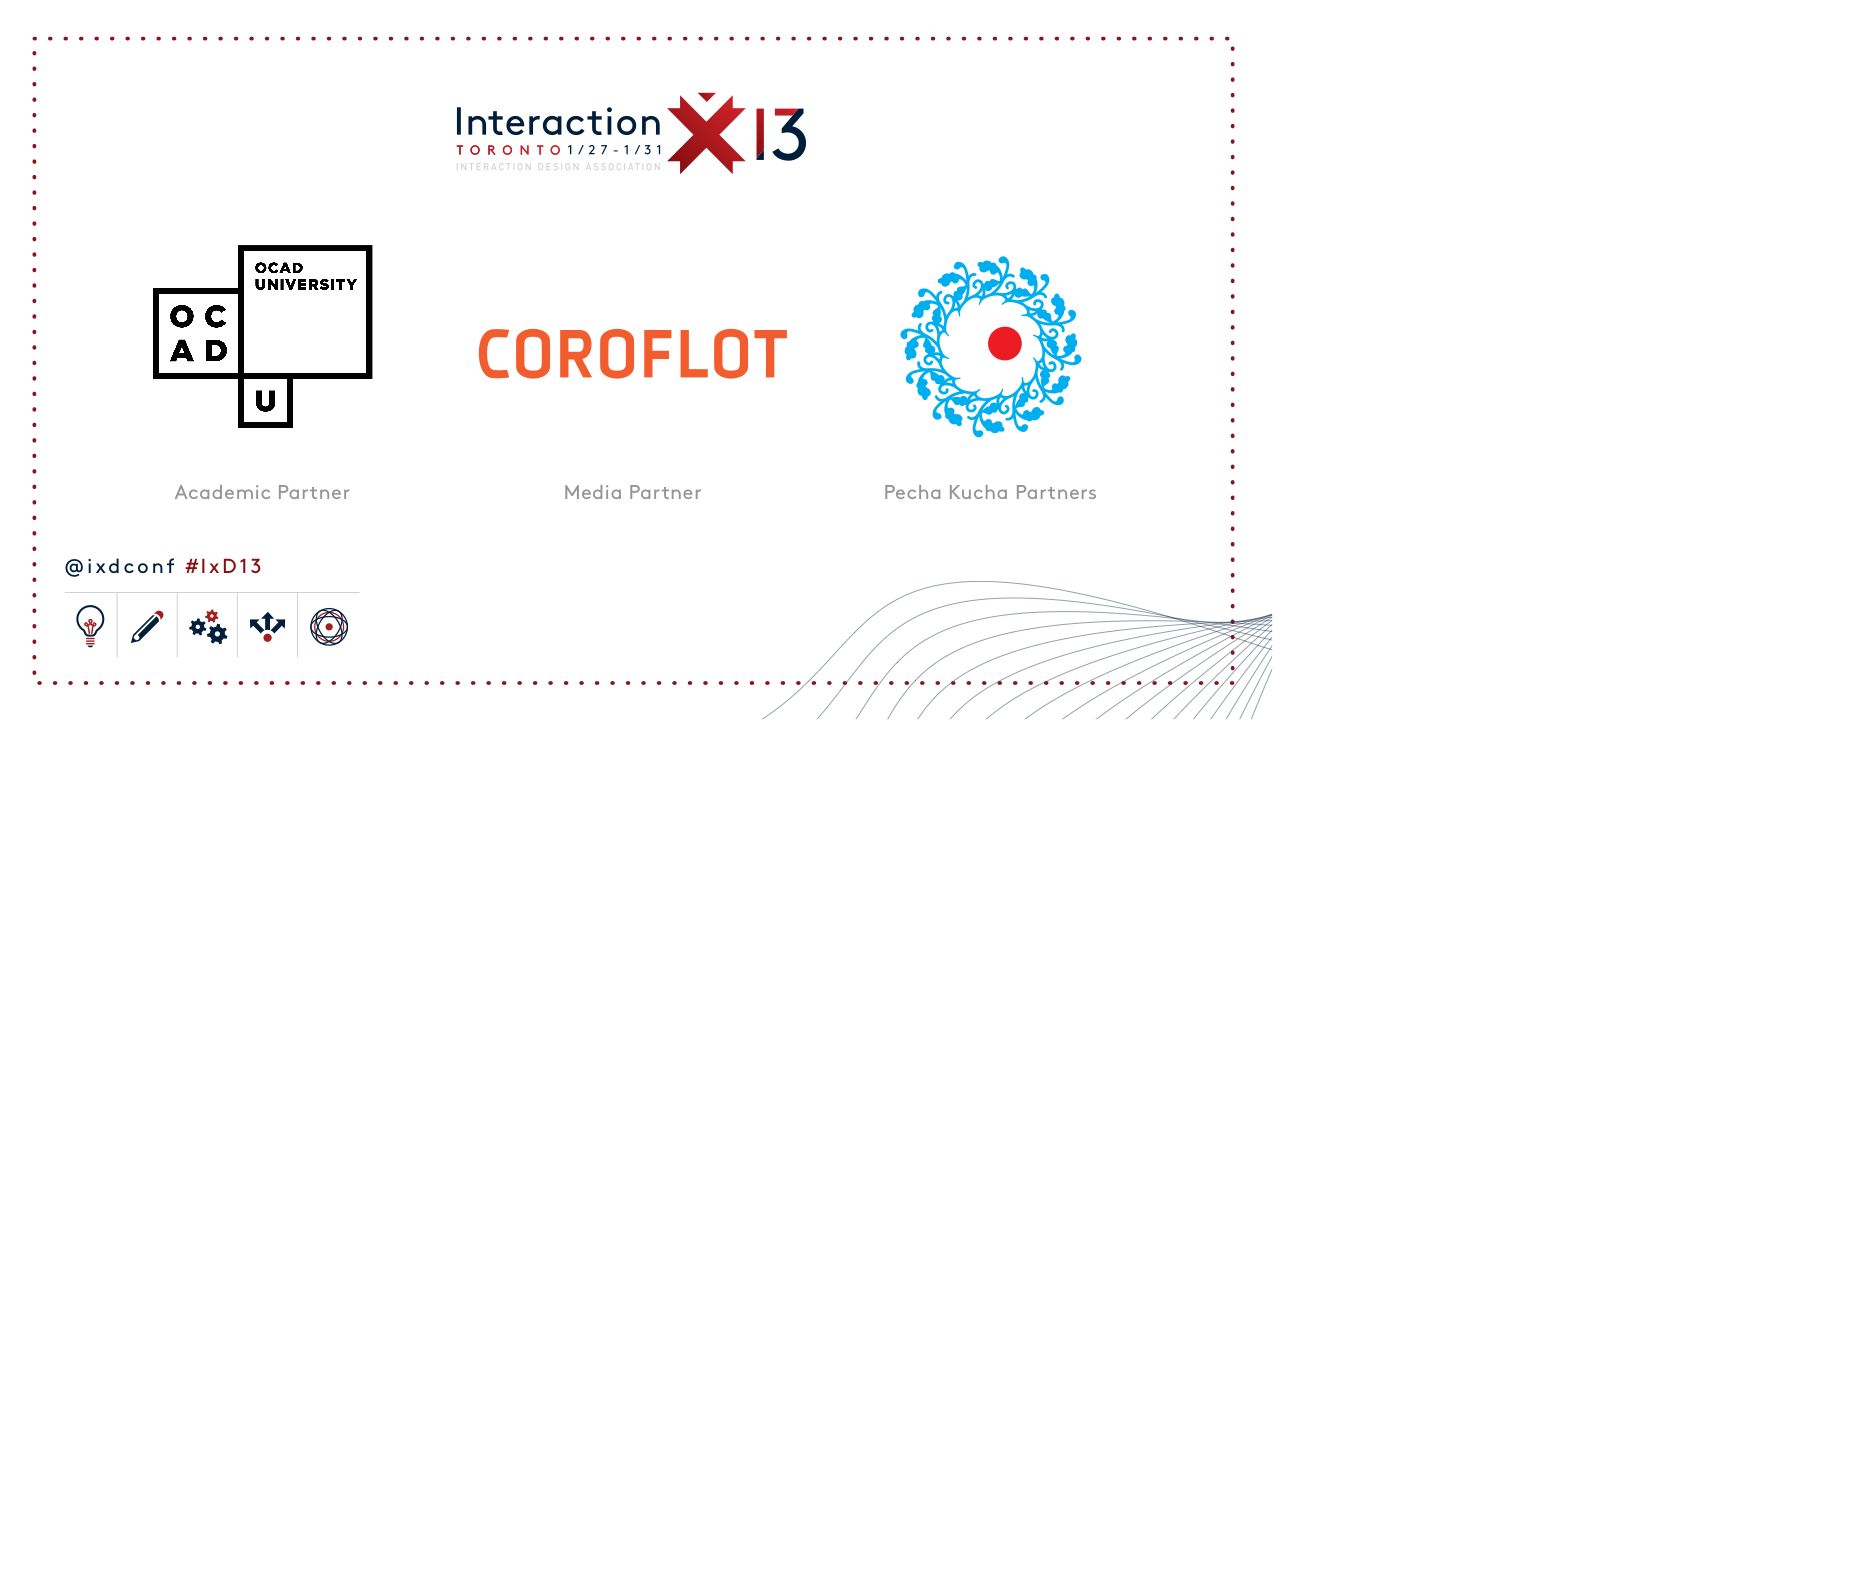 Interaction 13
TORONTO 1/27-1/31
INTERACTION DESIGN ASSOCIATION
OCAD
UNIVERSITY
O C
A D
U
COROFLOT
Academic Partner
Media Partner
Pecha Kucha Partners
@ixdconf #IxD13